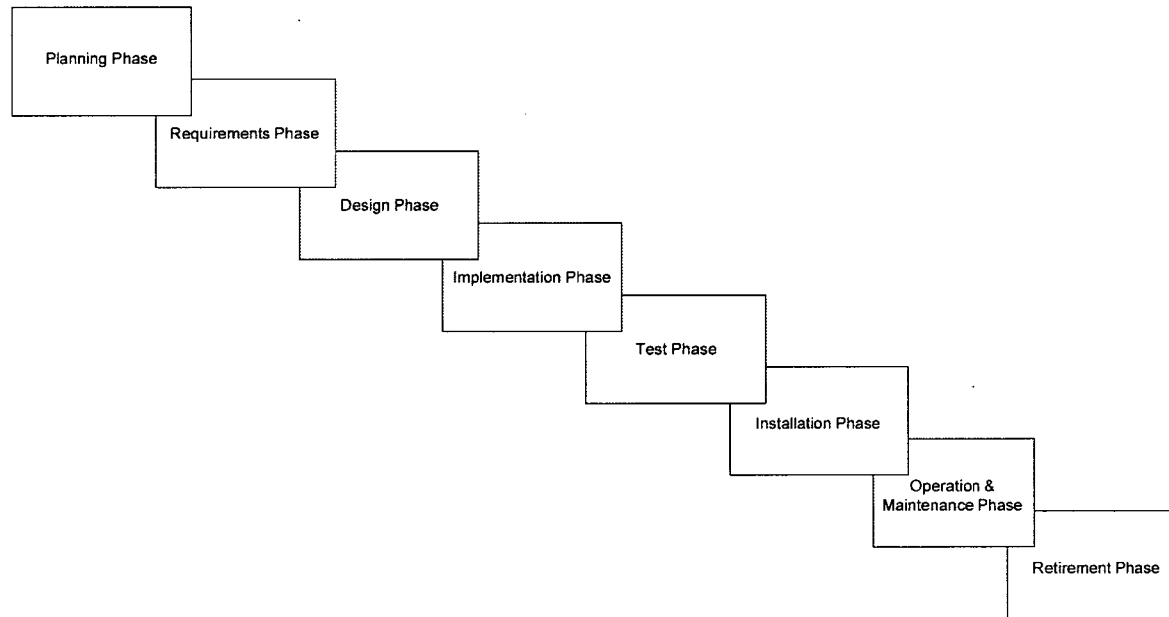 Planning Phase
Requirements Phase
Design Phase
Implementation Phase
Test Phase
Installation Phase
Operation &
Maintenance Phase
Retirement Phase